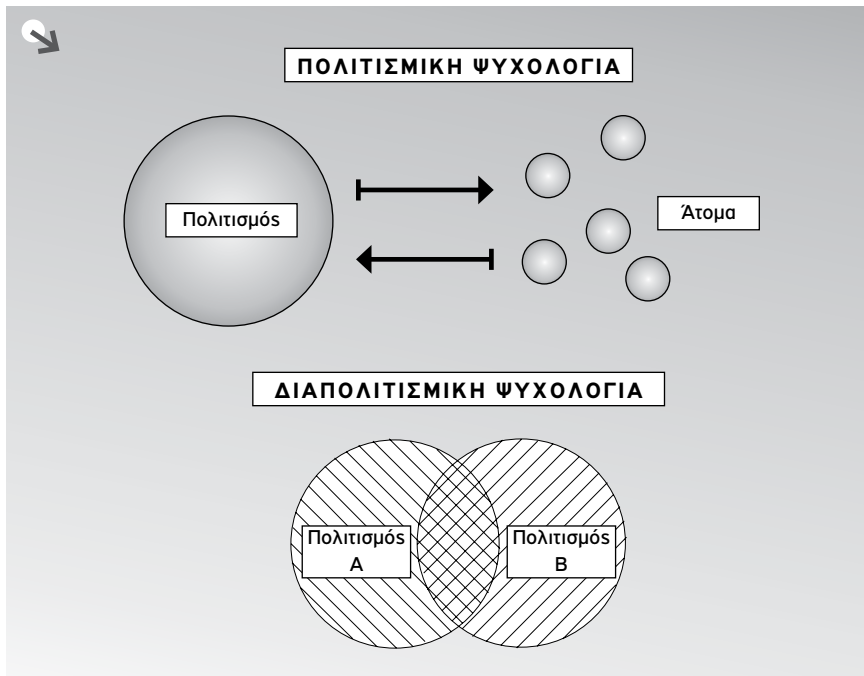 ΠΟΛΙΤΙΣΜΙΚΗ ΨΥΧΟΛΟΓΙΑ
Πολιτισμός
Άτομα
ΔΙΑΠΟΛΙΤΙΣΜΙΚΗ ΨΥΧΟΛΟΓΙΑ
Πολιτισμός
Α
Πολιτισμός
Β